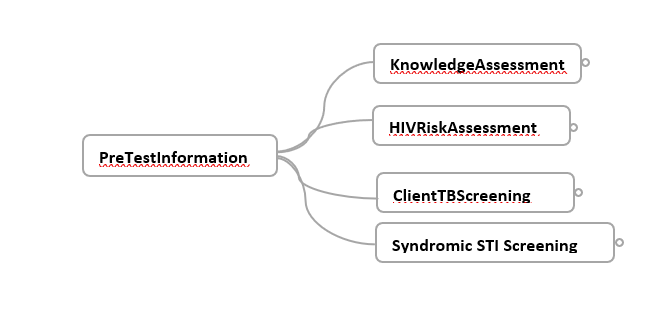 KnowledgeAssessment
HIVRiskAssessment
PreTestInformation
ClientTBScreening
Syndromic STI Screening